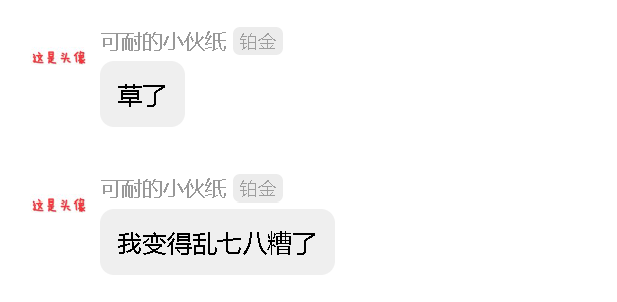 可耐的小伙纸 铂金
这是头像
草了
可耐的小伙纸 铂金
这是头像
我变得乱七八糟了